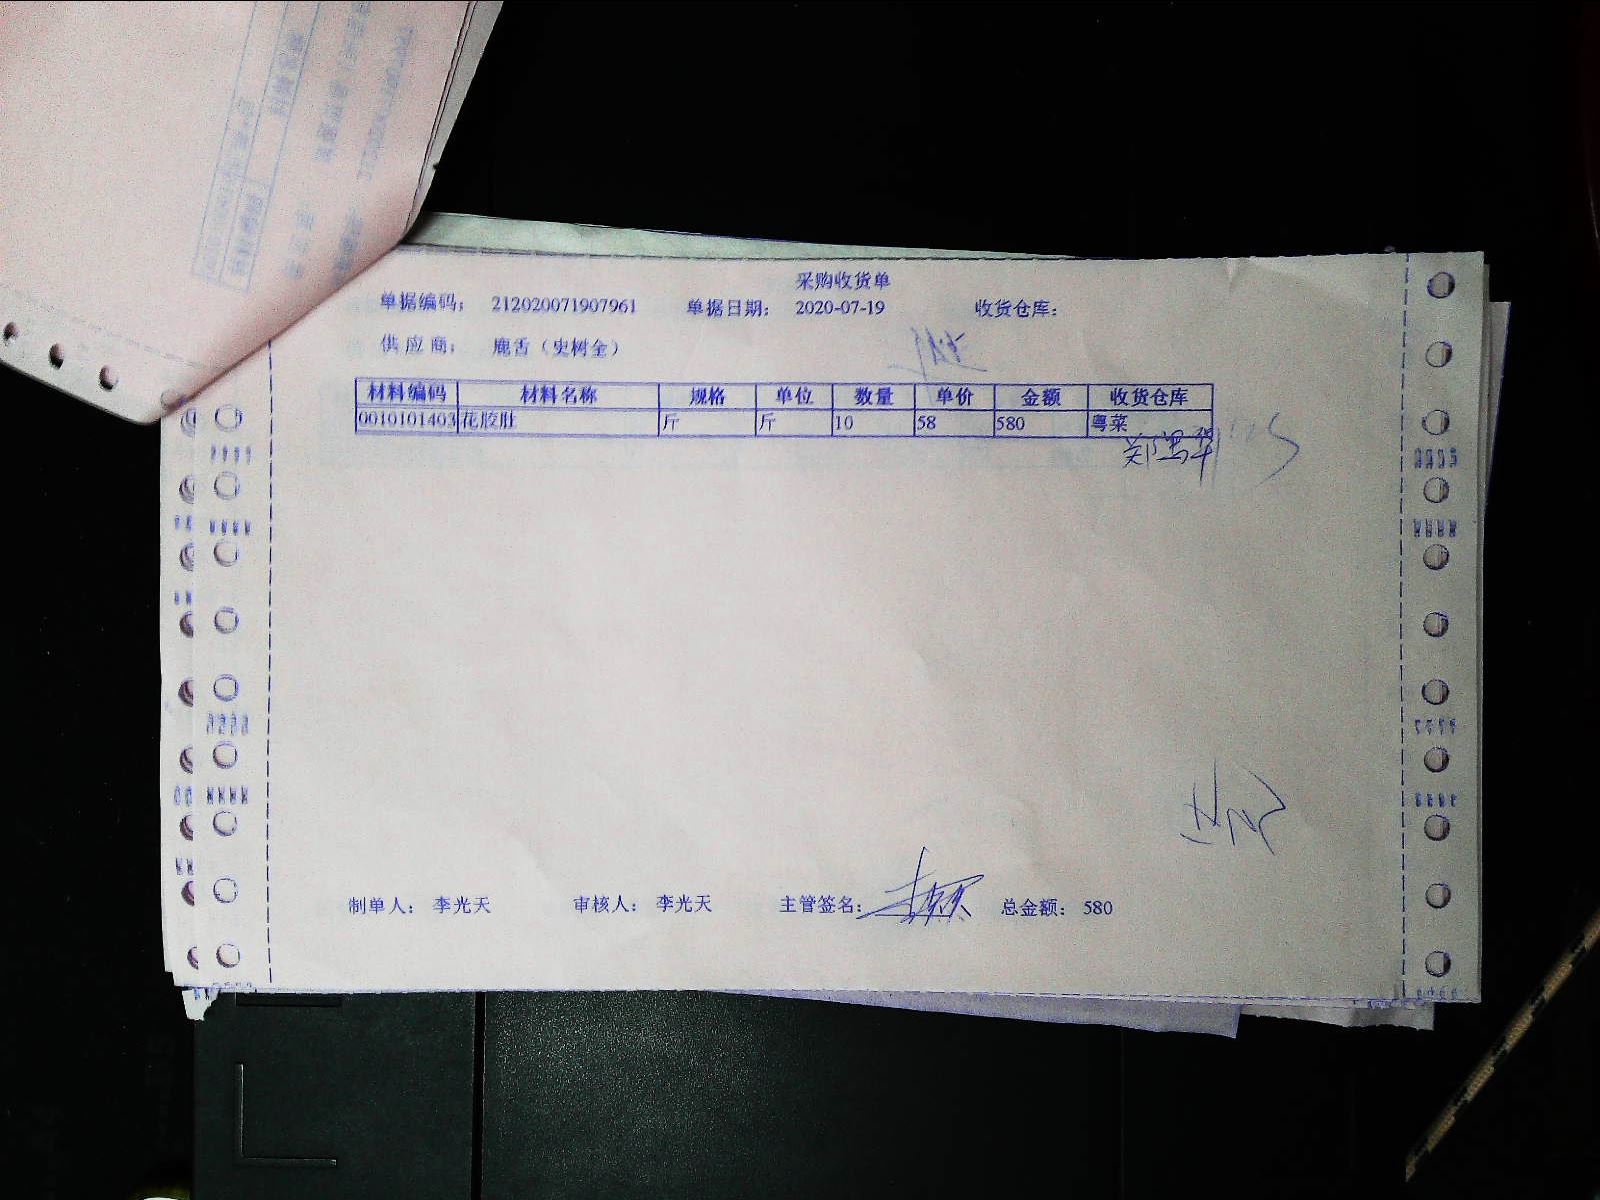 采购收货单
单据编码： 212020071907961 单据日期： 2020-07-19 收货仓库：
供 应 商： 鹿舌（史树全）
材料编码 材料名称 规格 单位 数量 单价 金额 收货仓库
0010101403 花胶肚 斤 斤 10 58 580 粤菜
制单人： 李光天 审核人： 李光天 主管签名： 总金额： 580